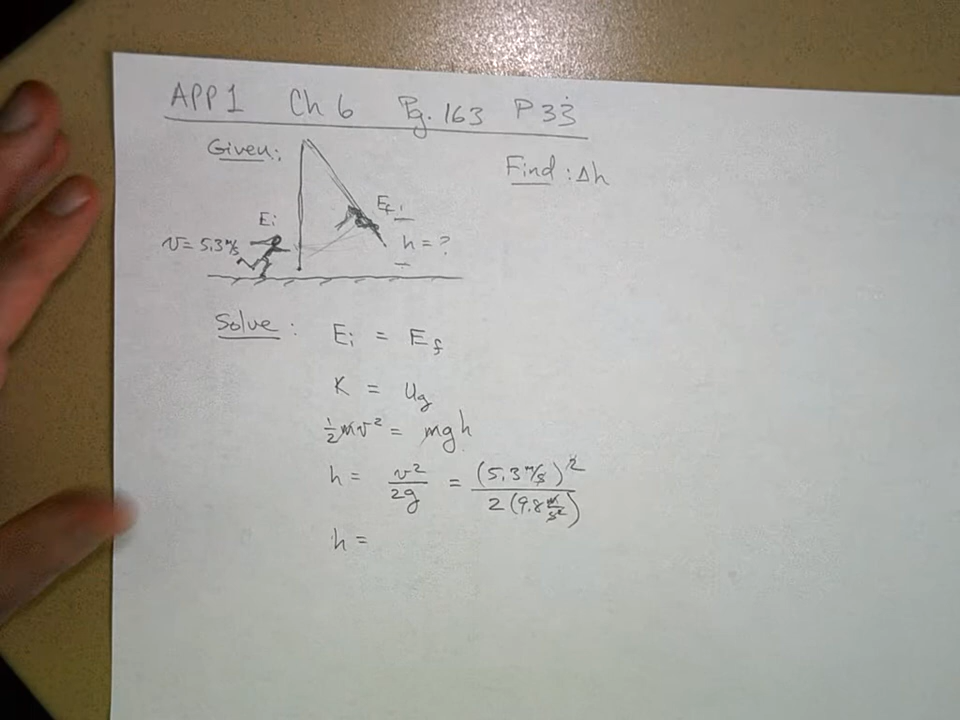 APP1 Ch 6 Pg. 163 P 33
Given:
Find: Δh
Ei
Ef
v = 5.3 m/s
h = ?
Solve:
Ei = Ef
K = Ug
½mv² = mgh
h = v²/2g = (5.3 m/s)²/2(9.8 m/s²)
h =